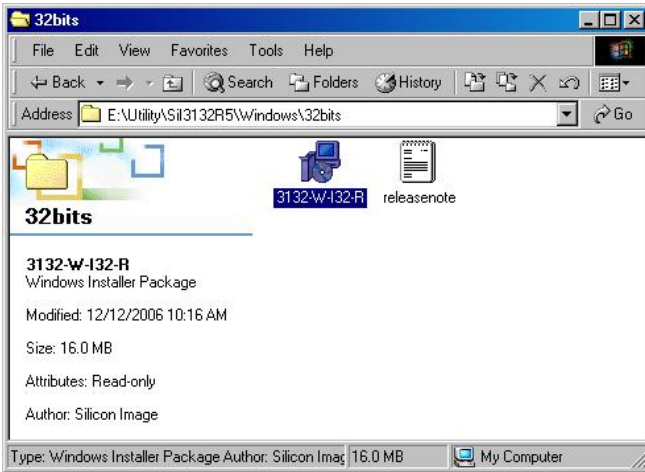 32bits
File Edit View Favorites Tools Help
Back Search Folders History
Address E:\Utility\SiI3132R5\Windows\32bits Go
3132-W-I32-R releasenote
32bits
3132-W-I32-R
Windows Installer Package
Modified: 12/12/2006 10:16 AM
Size: 16.0 MB
Attributes: Read-only
Author: Silicon Image
Type: Windows Installer Package Author: Silicon Imag 16.0 MB My Computer